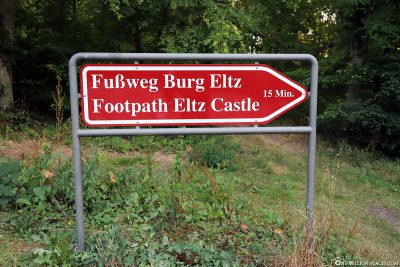 Fußweg Burg Eltz
Footpath Eltz Castle
15 Min.